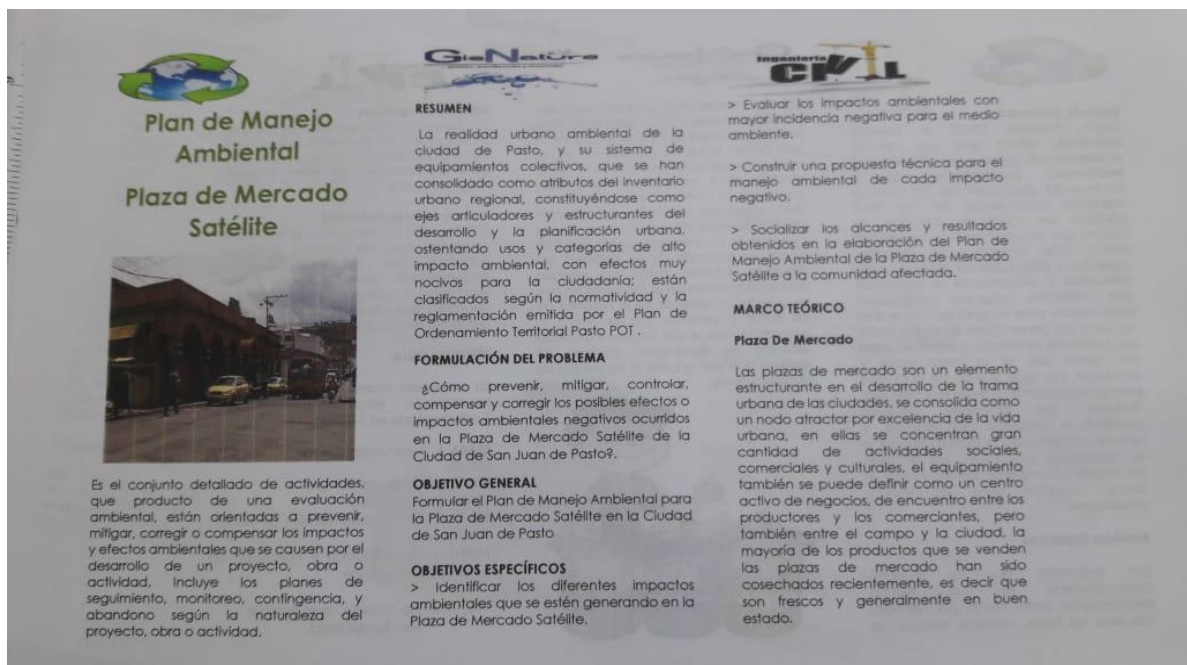 Plan de Manejo
Ambiental
Plaza de Mercado
Satélite
Es el conjunto detallado de actividades,
que producto de una evaluación
ambiental, están orientadas a prevenir,
mitigar, corregir o compensar los impactos
y efectos ambientales que se causen por el
desarrollo de un proyecto, obra o
actividad, Incluye los planes de
seguimiento, monitoreo, contingencia, y
abandono según la naturaleza del
proyecto, obra o actividad.
GieNature
RESUMEN
La realidad urbano ambiental de la
ciudad de Pasto, y su sistema de
equipamientos colectivos, que se han
consolidado como atributos del inventario
urbano regional, constituyéndose como
ejes articuladores y estructurantes del
desarrollo y la planificación urbana,
ostentando usos y categorías de alto
impacto ambiental, con efectos muy
nocivos para la ciudadanía; están
clasificados según la normatividad y la
reglamentación emitida por el Plan de
Ordenamiento Territorial Pasto POT .
FORMULACIÓN DEL PROBLEMA
¿Cómo prevenir, mitigar, controlar,
compensar y corregir los posibles efectos o
impactos ambientales negativos ocurridos
en la Plaza de Mercado Satélite de la
Ciudad de San Juan de Pasto?.
OBJETIVO GENERAL
Formular el Plan de Manejo Ambiental para
la Plaza de Mercado Satélite en la Ciudad
de San Juan de Pasto
OBJETIVOS ESPECÍFICOS
> Identificar los diferentes impactos
ambientales que se estén generando en la
Plaza de Mercado Satélite.
Ingeniería
CIVIL
> Evaluar los impactos ambientales con
mayor incidencia negativa para el medio
ambiente.
> Construir una propuesta técnica para el
manejo ambiental de cada impacto
negativo.
> Socializar los alcances y resultados
obtenidos en la elaboración del Plan de
Manejo Ambiental de la Plaza de Mercado
Satélite a la comunidad afectada.
MARCO TEÓRICO
Plaza De Mercado
Las plazas de mercado son un elemento
estructurante en el desarrollo de la trama
urbana de las ciudades, se consolida como
un nodo atractor por excelencia de la vida
urbana, en ellas se concentran gran
cantidad de actividades sociales,
comerciales y culturales, el equipamiento
también se puede definir como un centro
activo de negocios, de encuentro entre los
productores y los comerciantes, pero
también entre el campo y la ciudad, la
mayoría de los productos que se venden
las plazas de mercado han sido
cosechados recientemente, es decir que
son frescos y generalmente en buen
estado.